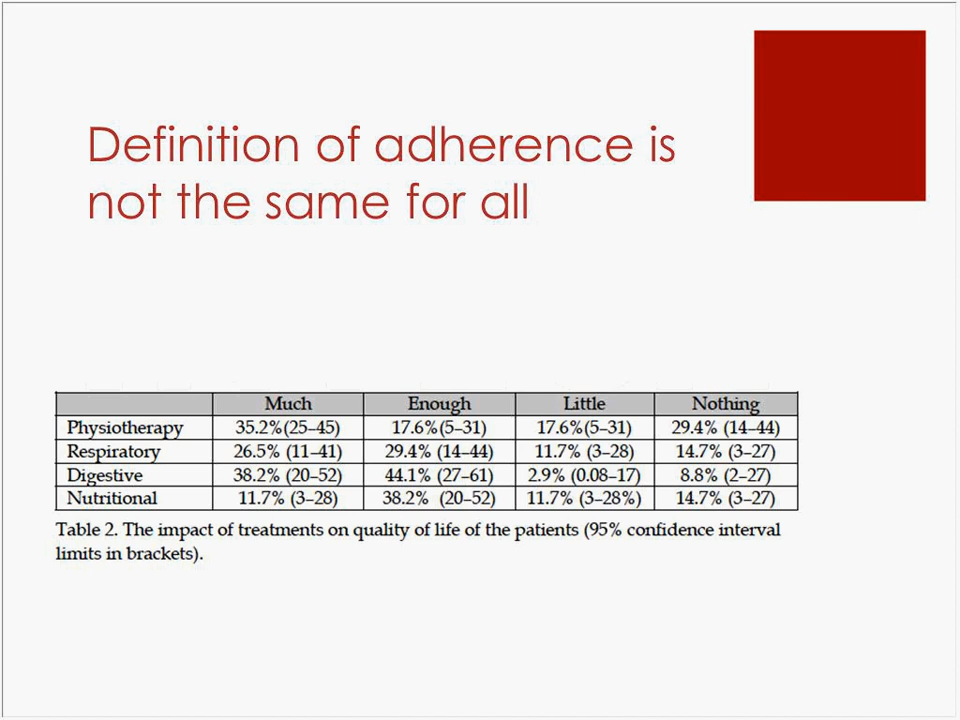 Definition of adherence is
not the same for all
Much Enough Little Nothing
Physiotherapy 35.2%(25–45) 17.6%(5–31) 17.6%(5–31) 29.4% (14–44)
Respiratory 26.5% (11–41) 29.4% (14–44) 11.7% (3–28) 14.7% (3–27)
Digestive 38.2% (20–52) 44.1% (27–61) 2.9% (0.08–17) 8.8% (2–27)
Nutritional 11.7% (3–28) 38.2% (20–52) 11.7% (3–28%) 14.7% (3–27)
Table 2. The impact of treatments on quality of life of the patients (95% confidence interval
limits in brackets).